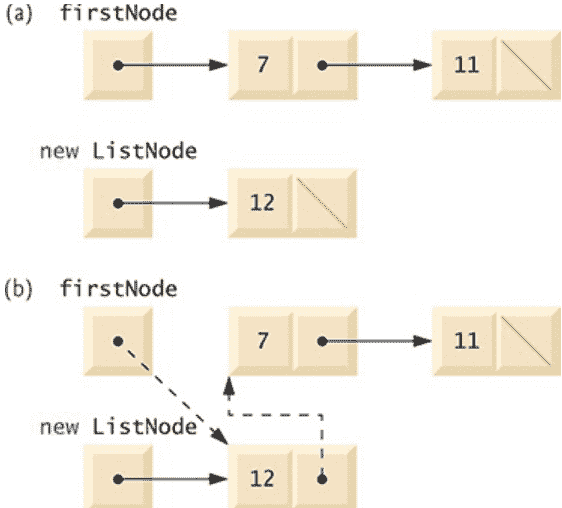 (a) firstNode
7 11
new ListNode
12
(b) firstNode
7 11
new ListNode
12